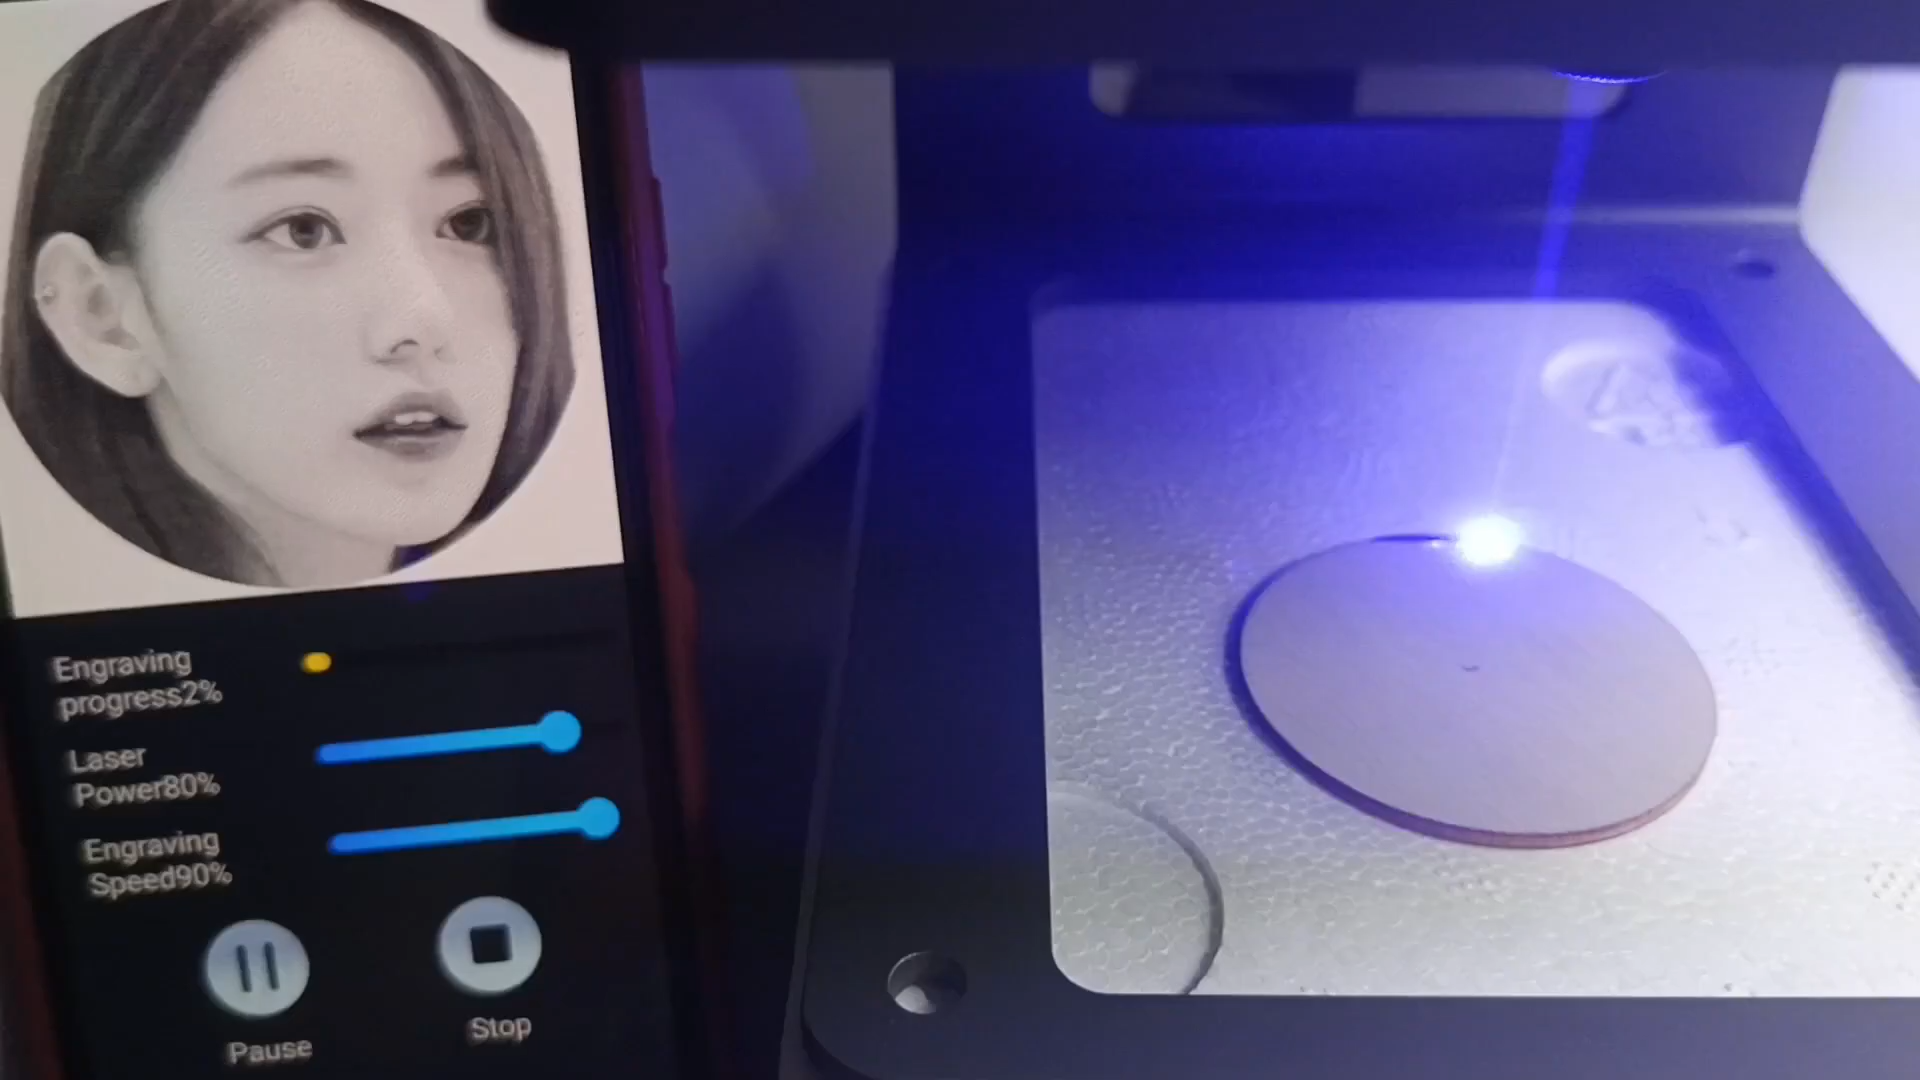 Engraving
progress2%
Laser
Power80%
Engraving
Speed90%
Pause
Stop